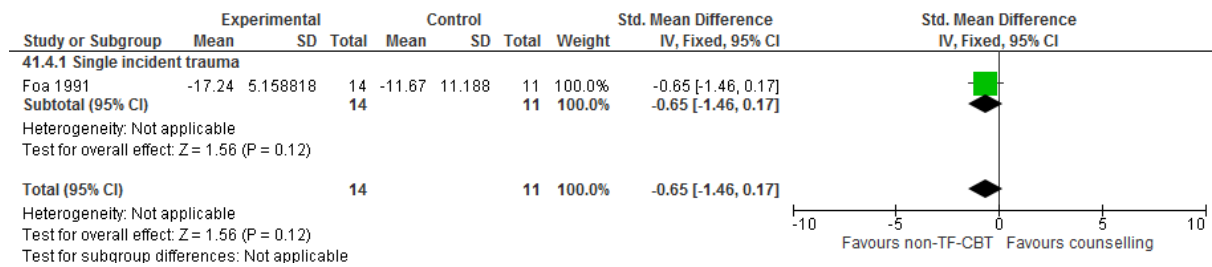 Experimental Control Std. Mean Difference Std. Mean Difference
Study or Subgroup Mean SD Total Mean SD Total Weight IV, Fixed, 95% CI IV, Fixed, 95% CI
41.4.1 Single incident trauma
Foa 1991 -17.24 5.158818 14 -11.67 11.188 11 100.0% -0.65 [-1.46, 0.17]
Subtotal (95% CI) 14 11 100.0% -0.65 [-1.46, 0.17]
Heterogeneity: Not applicable
Test for overall effect: Z = 1.56 (P = 0.12)
Total (95% CI) 14 11 100.0% -0.65 [-1.46, 0.17]
Heterogeneity: Not applicable
Test for overall effect: Z = 1.56 (P = 0.12)
Test for subgroup differences: Not applicable
-10 -5 0 5 10
Favours non-TF-CBT Favours counselling